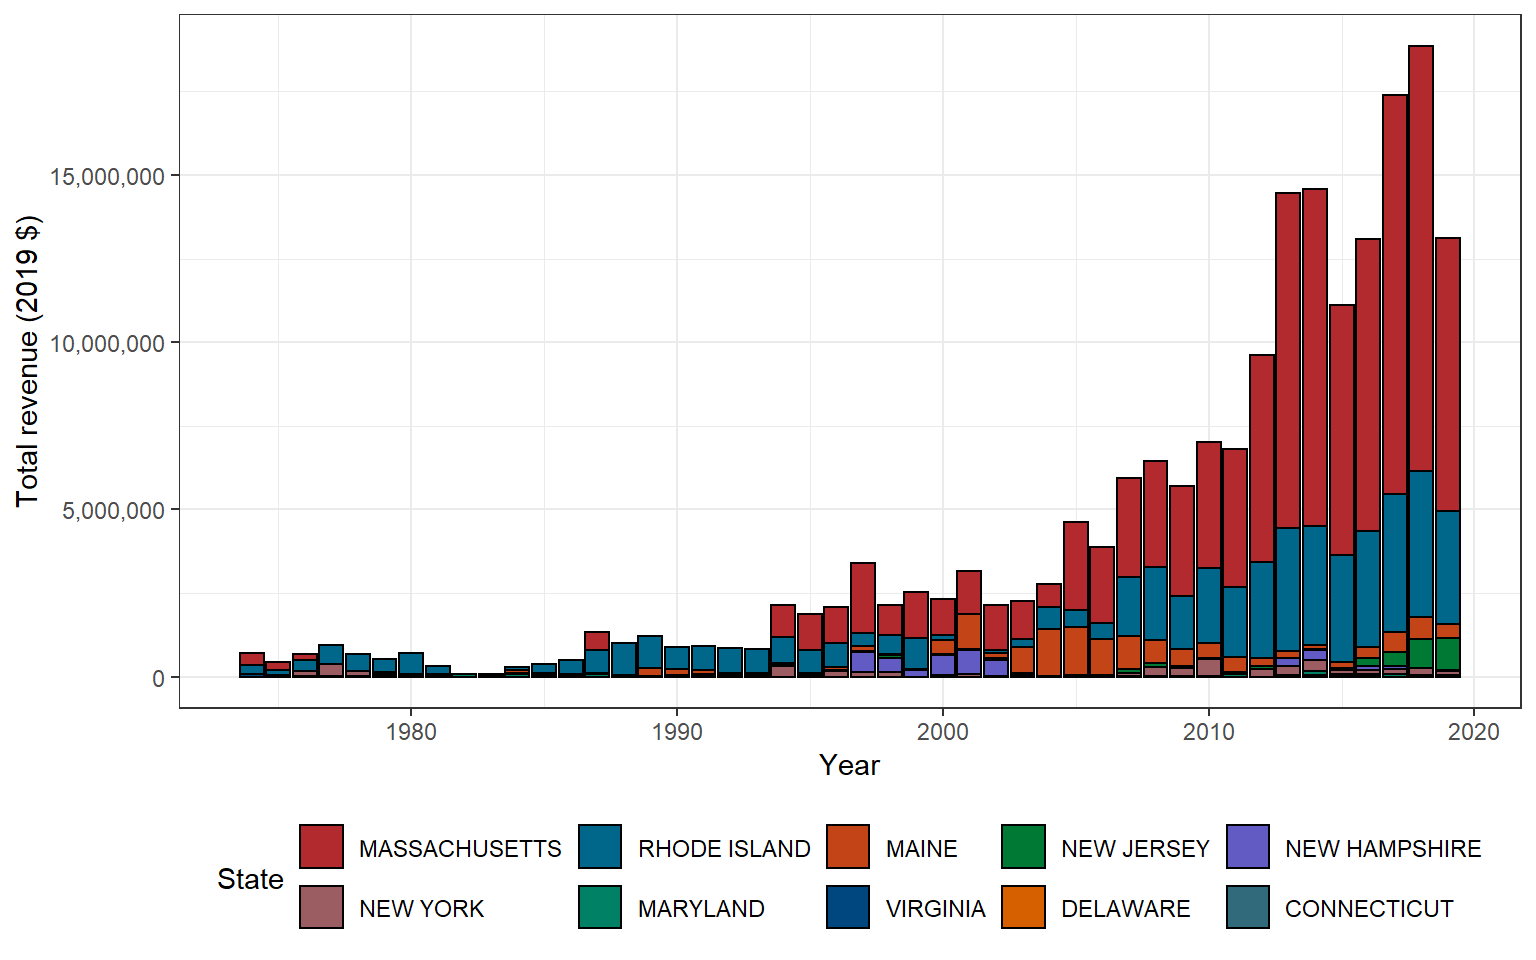 Total revenue (2019 $)
15,000,000
10,000,000
5,000,000
0
1980 1990 2000 2010 2020
Year
State
MASSACHUSETTS RHODE ISLAND MAINE NEW JERSEY NEW HAMPSHIRE
NEW YORK MARYLAND VIRGINIA DELAWARE CONNECTICUT